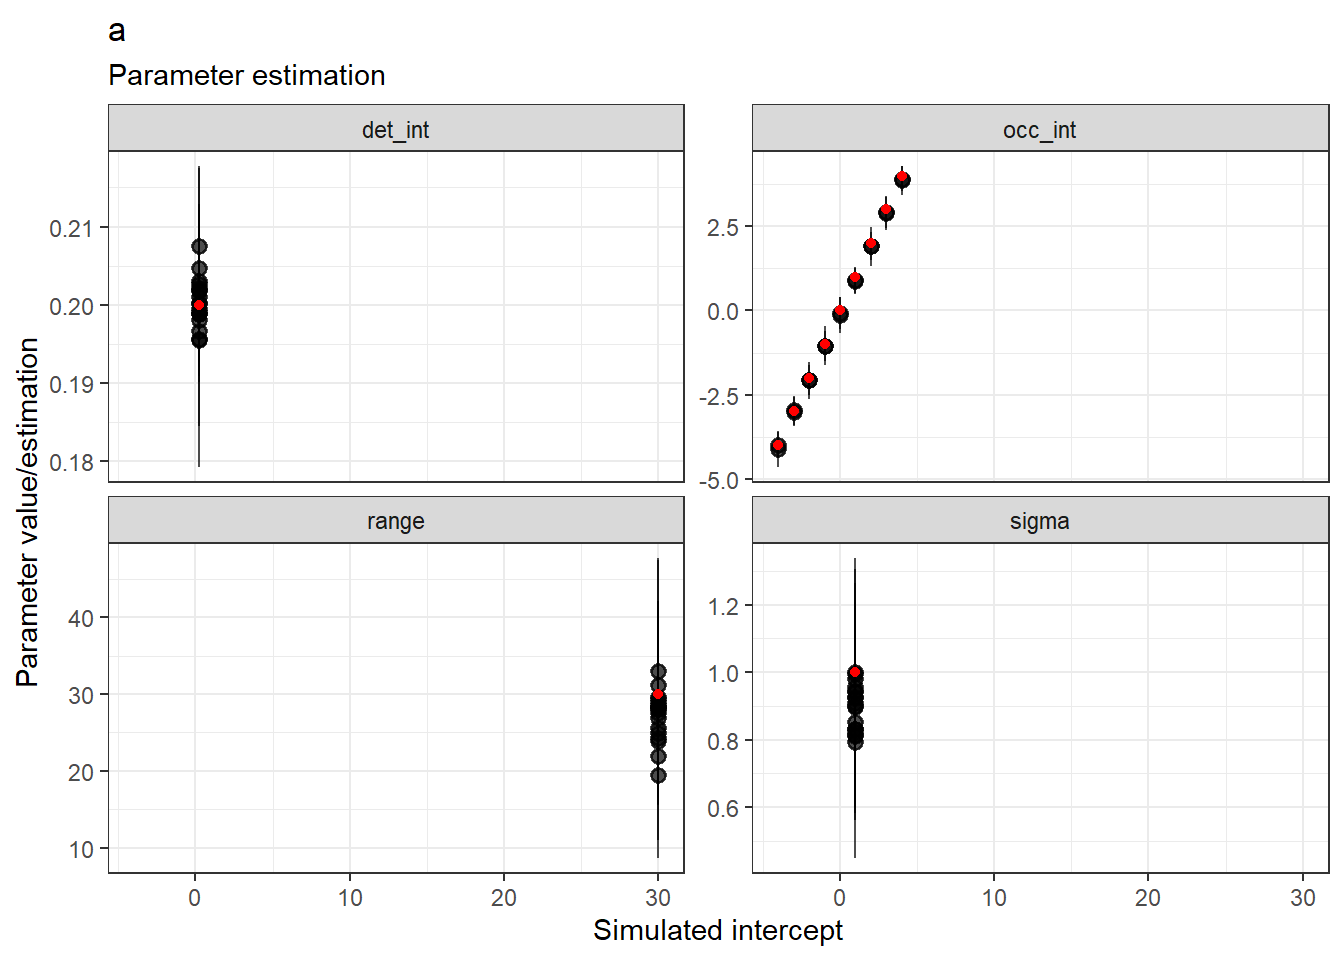 a
Parameter estimation
det_int
occ_int
0.21
0.20
0.19
0.18
2.5
0.0
-2.5
-5.0
Parameter value/estimation
range
sigma
40
30
20
10
1.2
1.0
0.8
0.6
0 10 20 30
0 10 20 30
Simulated intercept